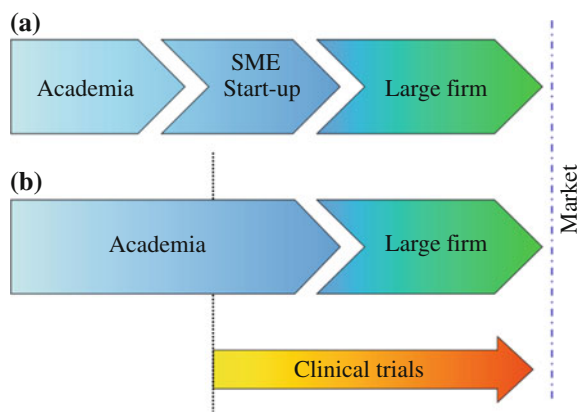 (a)
Academia
SME
Start-up
Large firm
(b)
Academia
Large firm
Market
Clinical trials